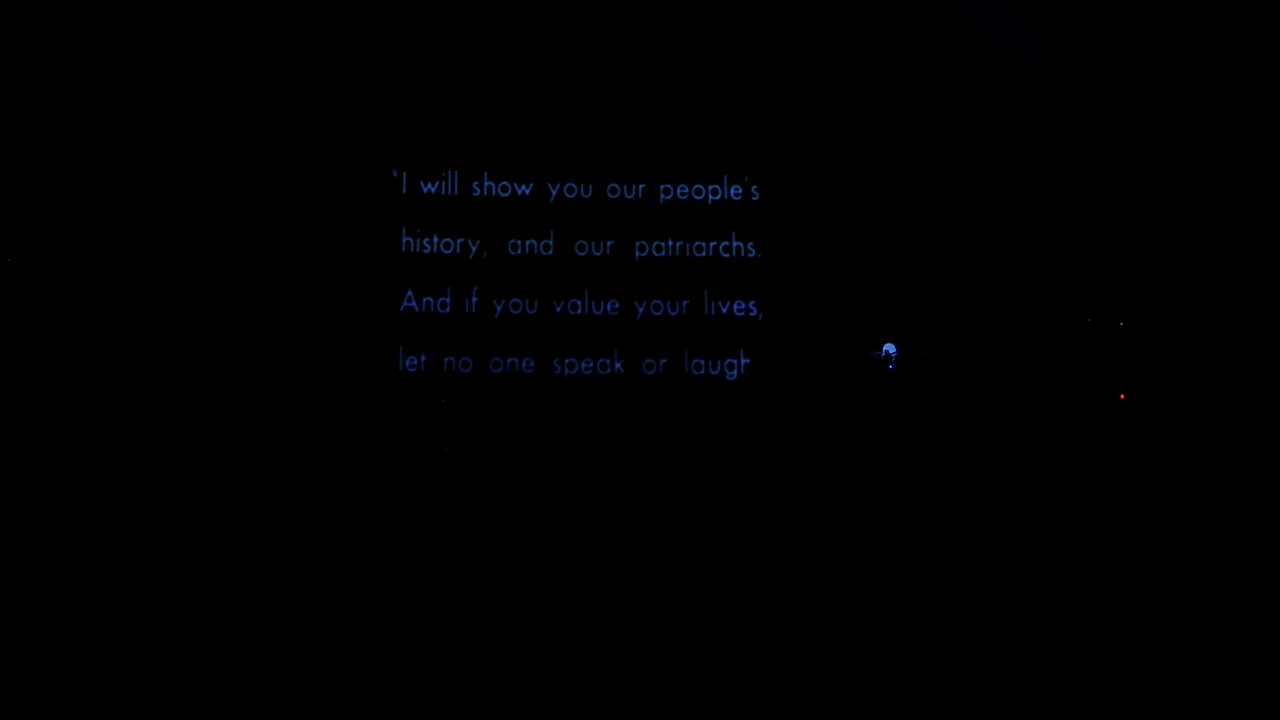 'I will show you our people's
history, and our patriarchs.
And if you value your lives,
let no one speak or laugh